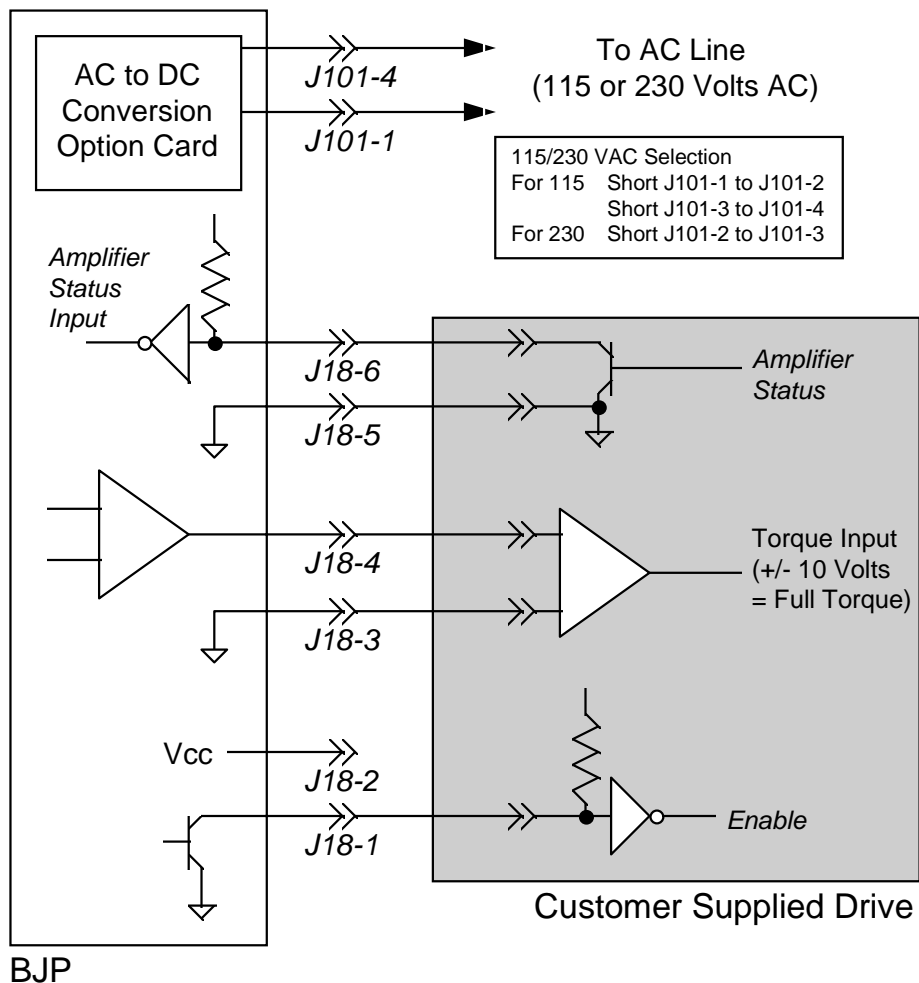 AC to DC
Conversion
Option Card
J101-4
J101-1
To AC Line
(115 or 230 Volts AC)
115/230 VAC Selection
For 115 Short J101-1 to J101-2
Short J101-3 to J101-4
For 230 Short J101-2 to J101-3
Amplifier
Status
Input
J18-6
Amplifier
Status
J18-5
J18-4
Torque Input
(+/- 10 Volts
= Full Torque)
J18-3
Vcc
J18-2
J18-1
Enable
Customer Supplied Drive
BJP